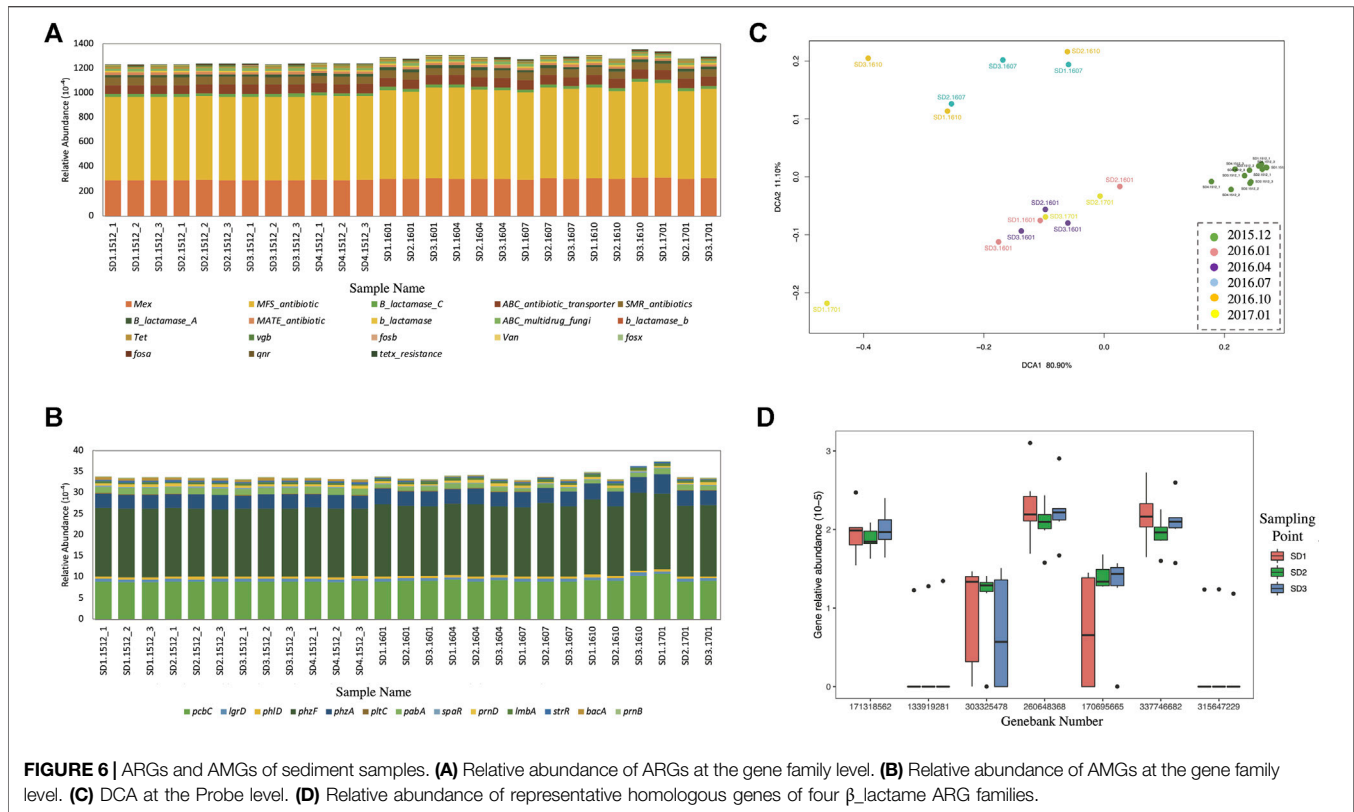 A
Relative Abundance (10⁻⁴)
1400
1200
1000
800
600
400
200
0
SD1.1512_1
SD1.1512_2
SD1.1512_3
SD2.1512_1
SD2.1512_2
SD2.1512_3
SD3.1512_1
SD3.1512_2
SD3.1512_3
SD4.1512_1
SD4.1512_2
SD4.1512_3
SD1.1601
SD2.1601
SD3.1601
SD1.1604
SD2.1604
SD3.1604
SD1.1607
SD2.1607
SD3.1607
SD1.1610
SD2.1610
SD3.1610
SD1.1701
SD2.1701
SD3.1701
Sample Name
Mex MFS_antibiotic B_lactamase_C ABC_antibiotic_transporter SMR_antibiotics
B_lactamase_A MATE_antibiotic b_lactamase ABC_multidrug_fungi b_lactamase_b
Tet vgb fosb Van fosx
fosa qnr tetx_resistance
B
Relative Abundance (10⁻⁴)
40
35
30
25
20
15
10
5
0
SD1.1512_1
SD1.1512_2
SD1.1512_3
SD2.1512_1
SD2.1512_2
SD2.1512_3
SD3.1512_1
SD3.1512_2
SD3.1512_3
SD4.1512_1
SD4.1512_2
SD4.1512_3
SD1.1601
SD2.1601
SD3.1601
SD1.1604
SD2.1604
SD3.1604
SD1.1607
SD2.1607
SD3.1607
SD1.1610
SD2.1610
SD3.1610
SD1.1701
SD2.1701
SD3.1701
Sample Name
pcbC lgrD phlD phzF phzA pltC pabA spaR prnD lmbA strR bacA prnB
C
DCA2 11.10%
0.2
0.1
0.0
-0.1
-0.2
SD3.1610
SD3.1607
SD2.1610
SD1.1607
SD2.1607
SD1.1610
SD2.1601
SD2.1701
SD2.1601
SD1.1601
SD3.1701
SD3.1601
SD3.1601
SD3.1601
SD1.1701
2015.12
2016.01
2016.04
2016.07
2016.10
2017.01
-0.4 -0.2 0.0 0.2
DCA1 80.90%
D
Gene relative abundance (10−5)
3
2
1
0
171318562 133919281 303325478 260648368 170695665 337746682 315647229
Genebank Number
Sampling
Point
SD1
SD2
SD3
FIGURE 6 | ARGs and AMGs of sediment samples. (A) Relative abundance of ARGs at the gene family level. (B) Relative abundance of AMGs at the gene family
level. (C) DCA at the Probe level. (D) Relative abundance of representative homologous genes of four β_lactame ARG families.